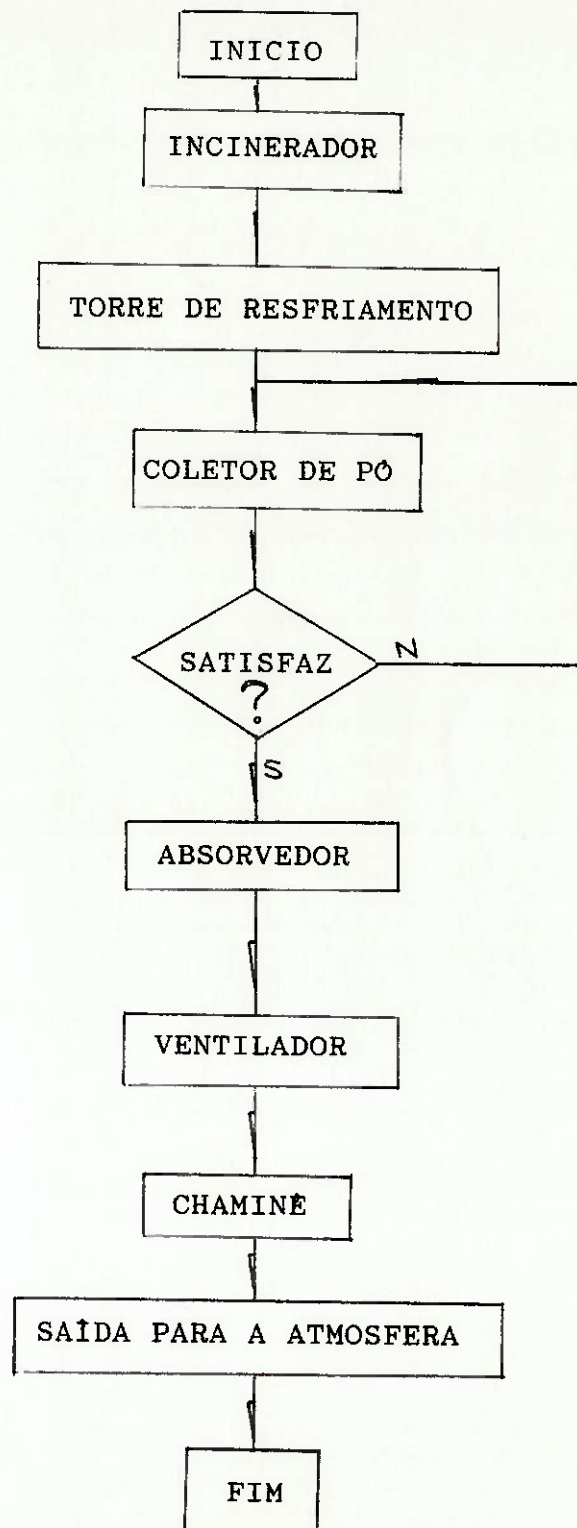 INICIO
INCINERADOR
TORRE DE RESFRIAMENTO
COLETOR DE PÓ
SATISFAZ
?
N
S
ABSORVEDOR
VENTILADOR
CHAMINÉ
SAÍDA PARA A ATMOSFERA
FIM